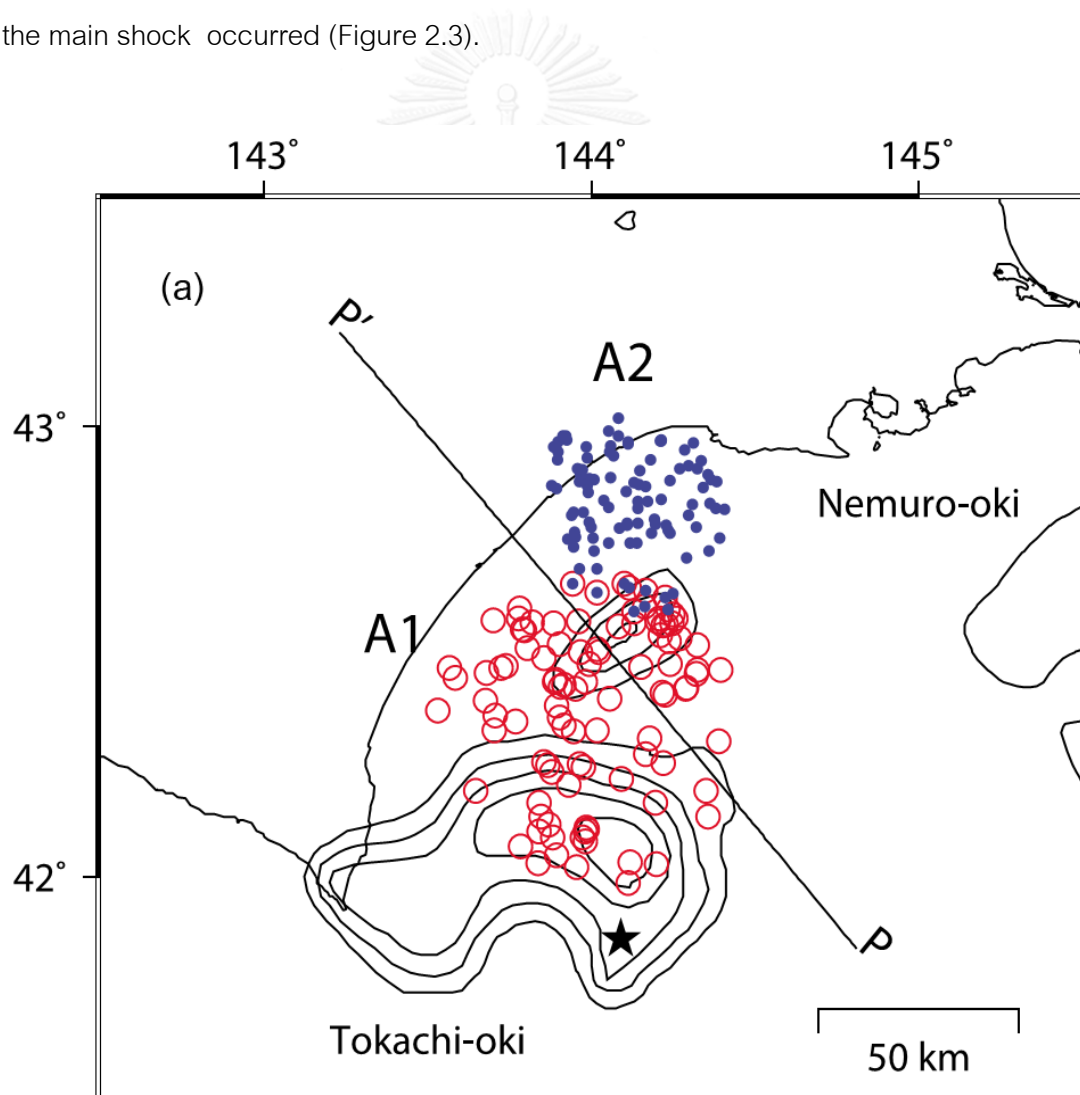 the main shock occurred (Figure 2.3).
143° 144° 145°
(a)
P′
A2
43°
Nemuro-oki
A1
42°
P
Tokachi-oki
50 km